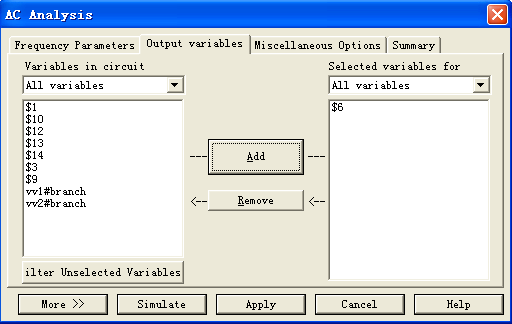 AC Analysis
Frequency Parameters Output variables Miscellaneous Options Summary
Variables in circuit
All variables
$1
$10
$12
$13
$14
$3
$9
vv1#branch
vv2#branch
ilter Unselected Variables
--- Add ---
<-- Remove <--
Selected variables for
All variables
$6
More >> Simulate Apply Cancel Help